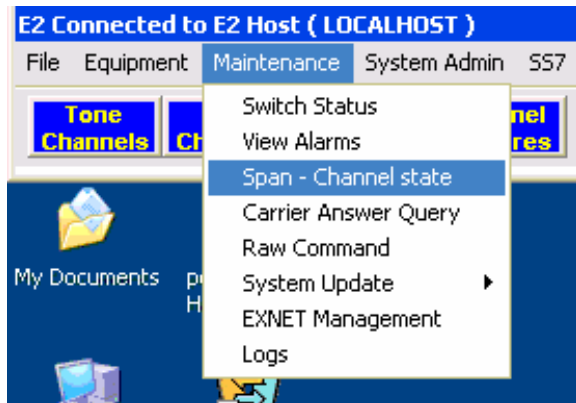 E2 Connected to E2 Host ( LOCALHOST )
File Equipment Maintenance System Admin SS7
Tone
Channels
Switch Status
View Alarms
Span - Channel state
Carrier Answer Query
Raw Command
System Update
EXNET Management
Logs
My Documents